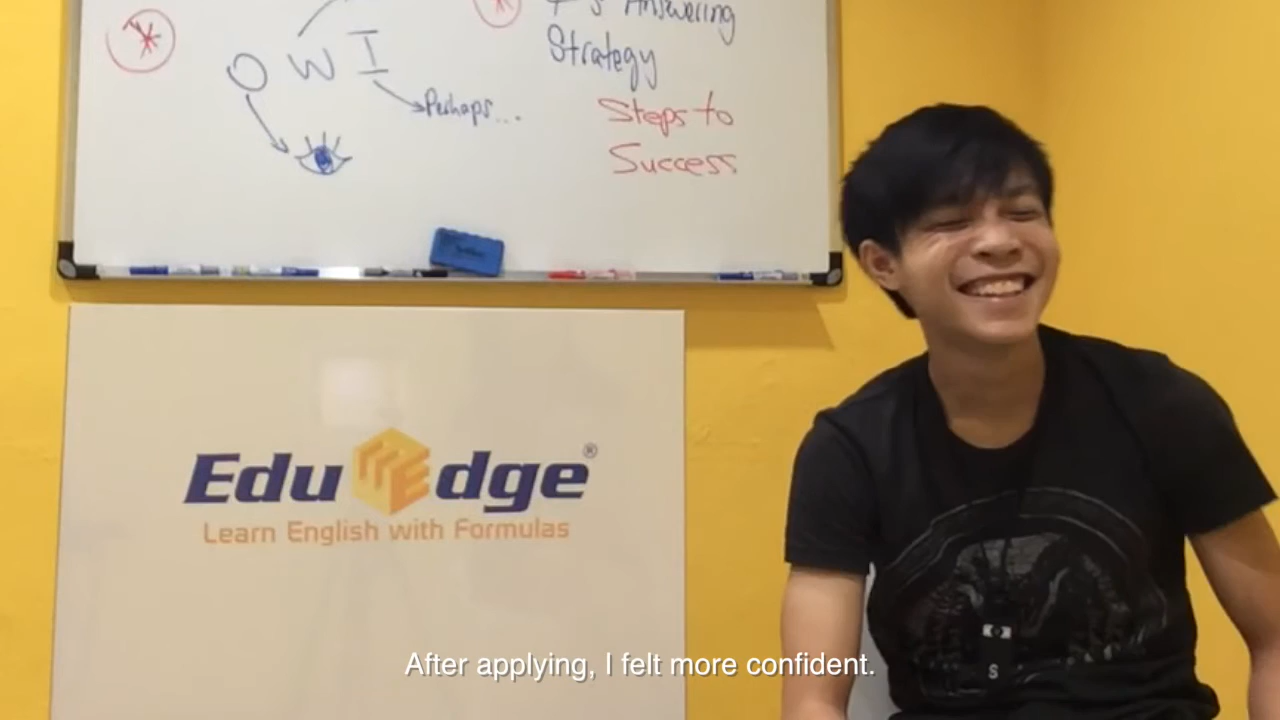 O W I
Perhaps...
Answering
Strategy
Steps to
Success
Edu Edge®
Learn English with Formulas
S
After applying, I felt more confident.